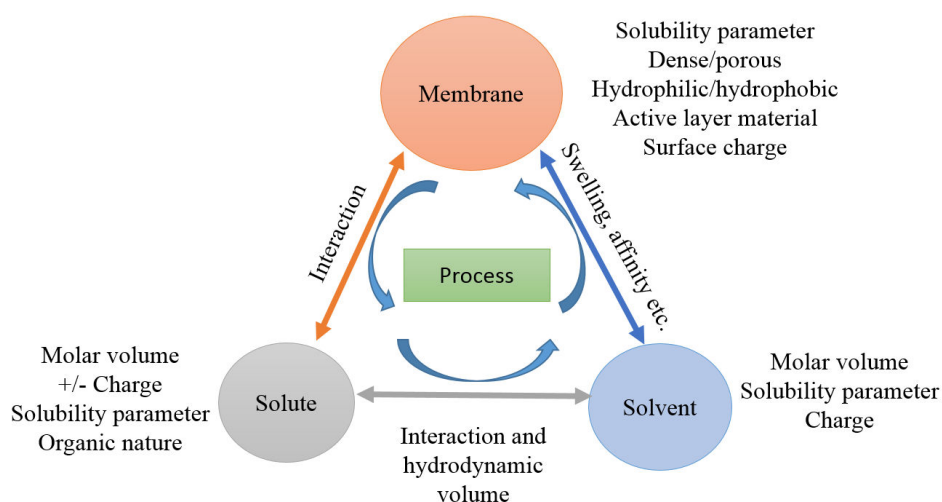 Membrane
Solubility parameter
Dense/porous
Hydrophilic/hydrophobic
Active layer material
Surface charge
Interaction
Swelling, affinity etc.
Process
Molar volume
+/- Charge
Solubility parameter
Organic nature
Solute
Interaction and
hydrodynamic
volume
Solvent
Molar volume
Solubility parameter
Charge